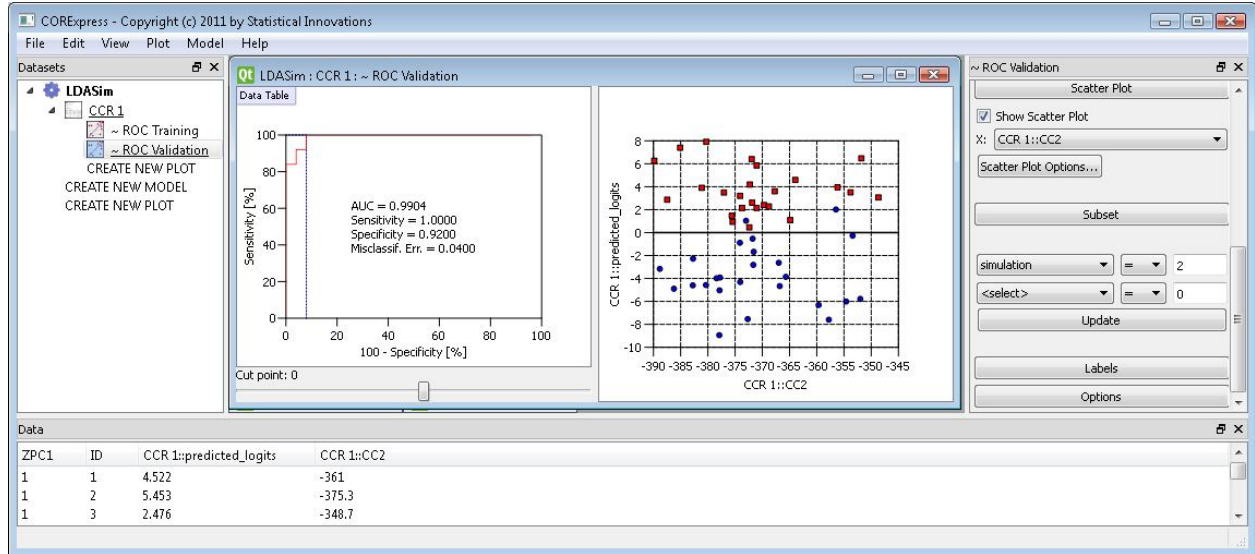 CORExpress - Copyright (c) 2011 by Statistical Innovations
File Edit View Plot Model Help
Datasets
LDASim
CCR 1
~ ROC Training
~ ROC Validation
CREATE NEW PLOT
CREATE NEW MODEL
CREATE NEW PLOT
LDASim : CCR 1 : ~ ROC Validation
Data Table
100
80
60
40
20
0
Sensitivity [%]
AUC = 0.9904
Sensitivity = 1.0000
Specificity = 0.9200
Misclassif. Err. = 0.0400
0 20 40 60 80 100
100 - Specificity [%]
Cut point: 0
8
6
4
2
0
-2
-4
-6
-8
-10
CCR 1::predicted_logits
-390 -385 -380 -375 -370 -365 -360 -355 -350 -345
CCR 1::CC2
~ ROC Validation
Scatter Plot
Show Scatter Plot
X: CCR 1::CC2
Scatter Plot Options...
Subset
simulation = 2
<select> = 0
Update
Labels
Options
Data
ZPC1 ID CCR 1::predicted_logits CCR 1::CC2
1 1 4.522 -361
1 2 5.453 -375.3
1 3 2.476 -348.7